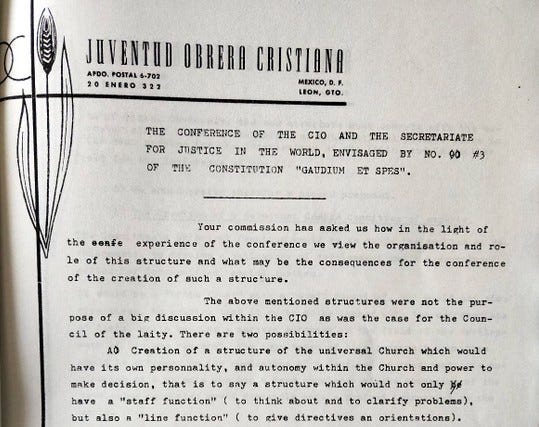 JUVENTUD OBRERA CRISTIANA
APDO. POSTAL 6-702
20 ENERO 322
MEXICO, D. F.
LEON, GTO.
THE CONFERENCE OF THE CIO AND THE SECRETARIATE
FOR JUSTICE IN THE WORLD, ENVISAGED BY NO. 90 #3
OF THE CONSTITUTION "GAUDIUM ET SPES".
Your commission has asked us how in the light of
the experience of the conference we view the organisation and ro-
le of this structure and what may be the consequences for the conference
of the creation of such a structure.
The above mentioned structures were not the pur-
pose of a big discussion within the CIO as was the case for the Coun-
cil of the laity. There are two possibilities:
A) Creation of a structure of the universal Church which would
have its own personnality, and autonomy within the Church and power to
make decision, that is to say a structure which would not only
have a "staff function" ( to think about and to clarify problems),
but also a "line function" ( to give directives an orientations).